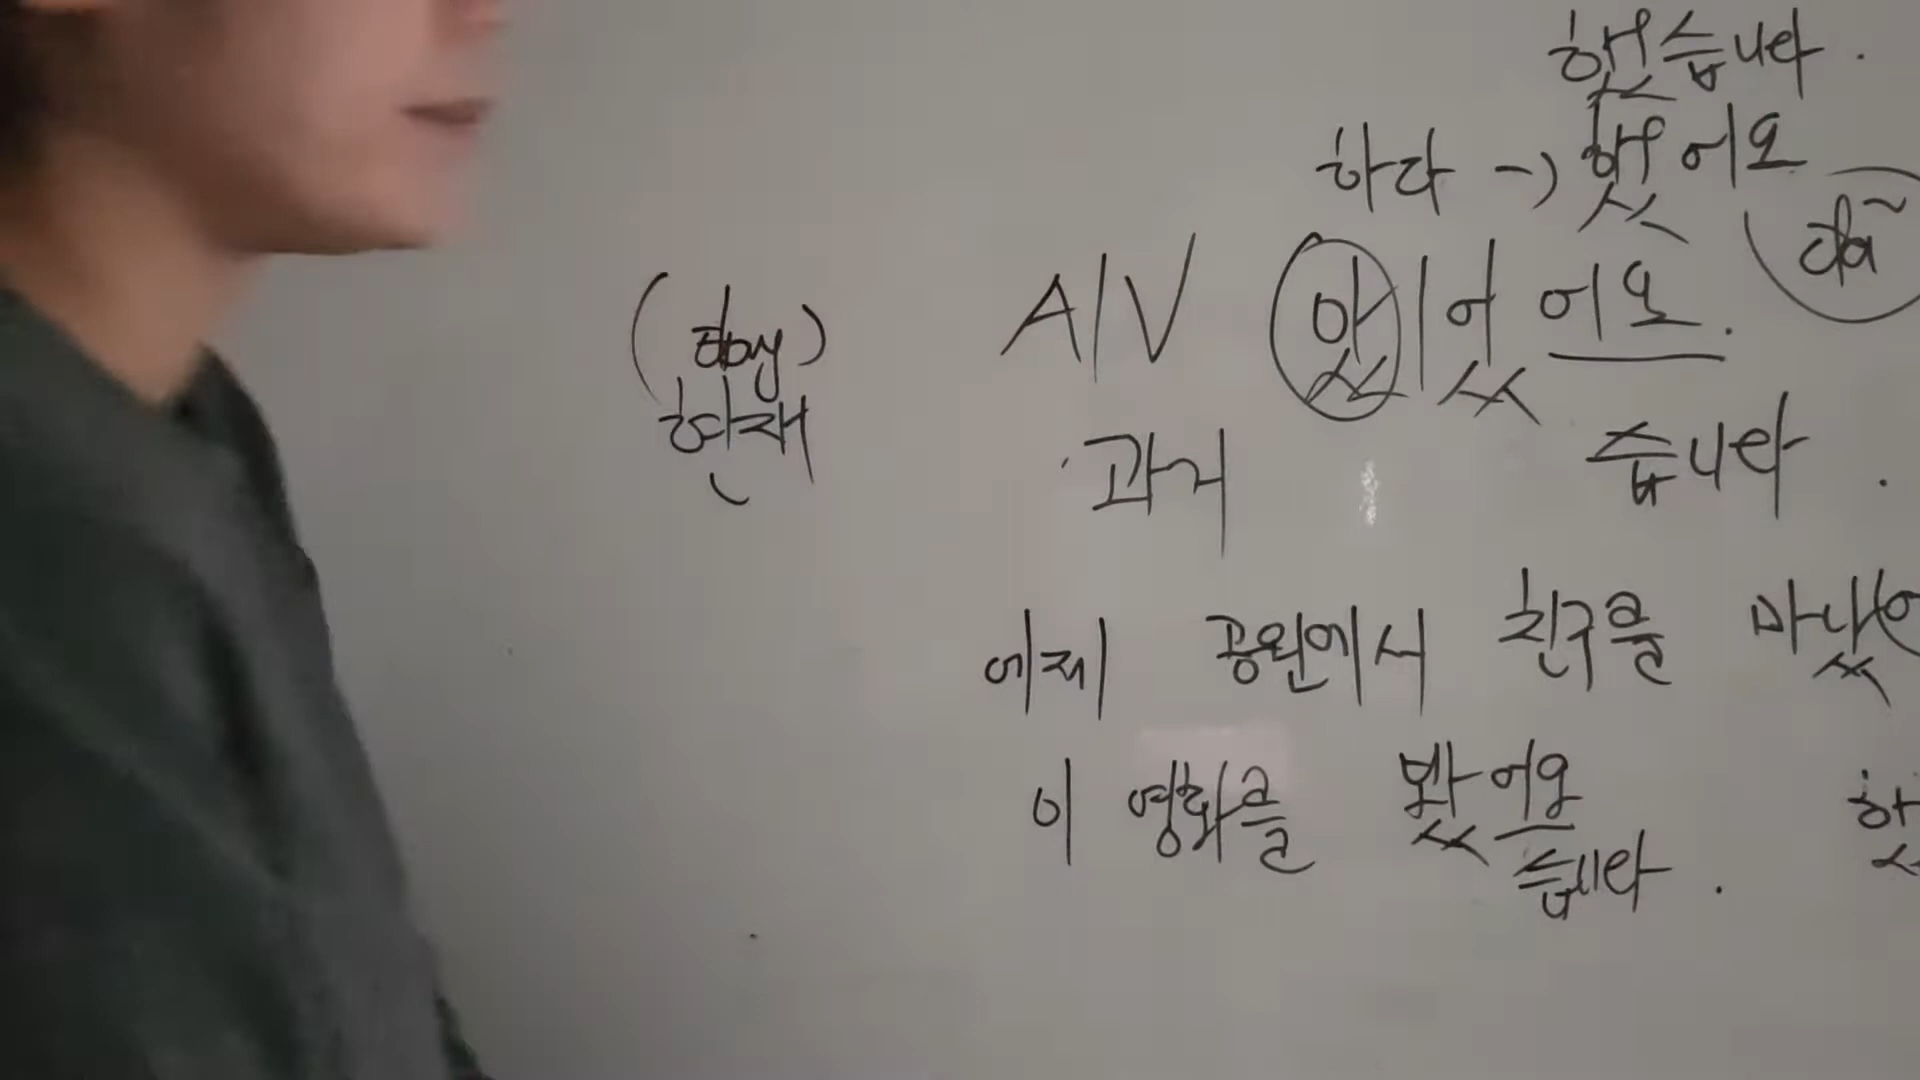 했습니다.
하다 -> 했어요
A/V 았/었 어요.
현재
과거 습니다.
어제 공원에서 친구를 만났
이 영화를 봤어요
습니다.